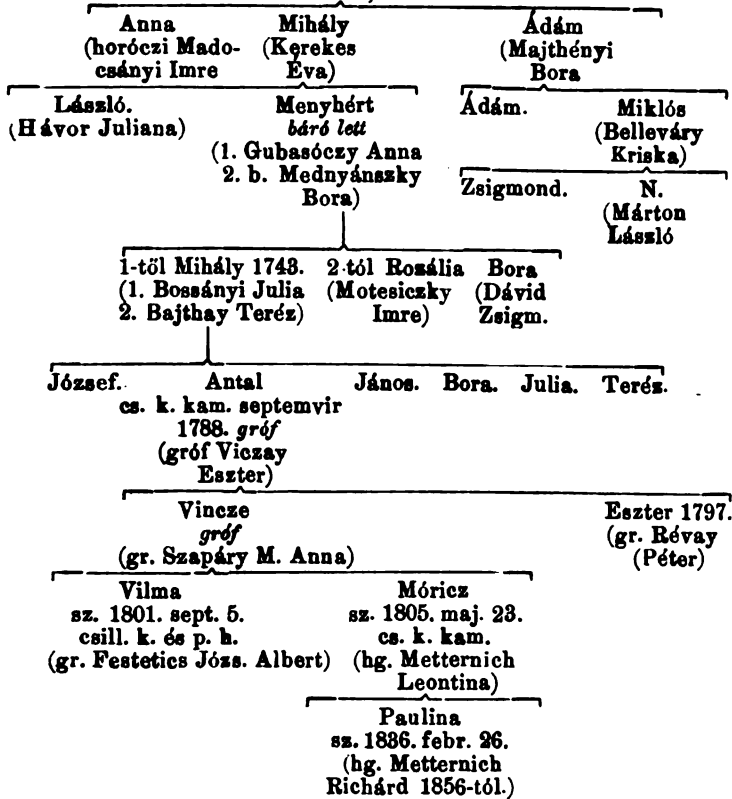 Anna Mihály Ádám
(horóczi Mado- (Kerekes (Majthényi
csányi Imre Éva) Bora
László. Menyhért Ádám. Miklós
(Hávor Juliana) báró lett (Belleváry
(1. Gubasóczy Anna Kriska)
2. b. Mednyánszky Zsigmond. N.
Bora) (Márton
László
1-től Mihály 1743. 2-tól Rozália Bora
(1. Bossányi Julia (Motesiczky (Dávid
2. Bajthay Teréz) Imre) Zsigm.
József. Antal János. Bora. Julia. Teréz.
cs. k. kam. septemvir
1788. gróf
(gróf Viczay
Eszter)
Vincze Eszter 1797.
gróf (gr. Révay
(gr. Szapáry M. Anna) (Péter)
Vilma Móricz
sz. 1801. sept. 5. sz. 1805. maj. 23.
csill. k. és p. h. cs. k. kam.
(gr. Festetics Józs. Albert) (hg. Metternich
Leontina)
Paulina
sz. 1836. febr. 26.
(hg. Metternich
Richárd 1856-tól.)